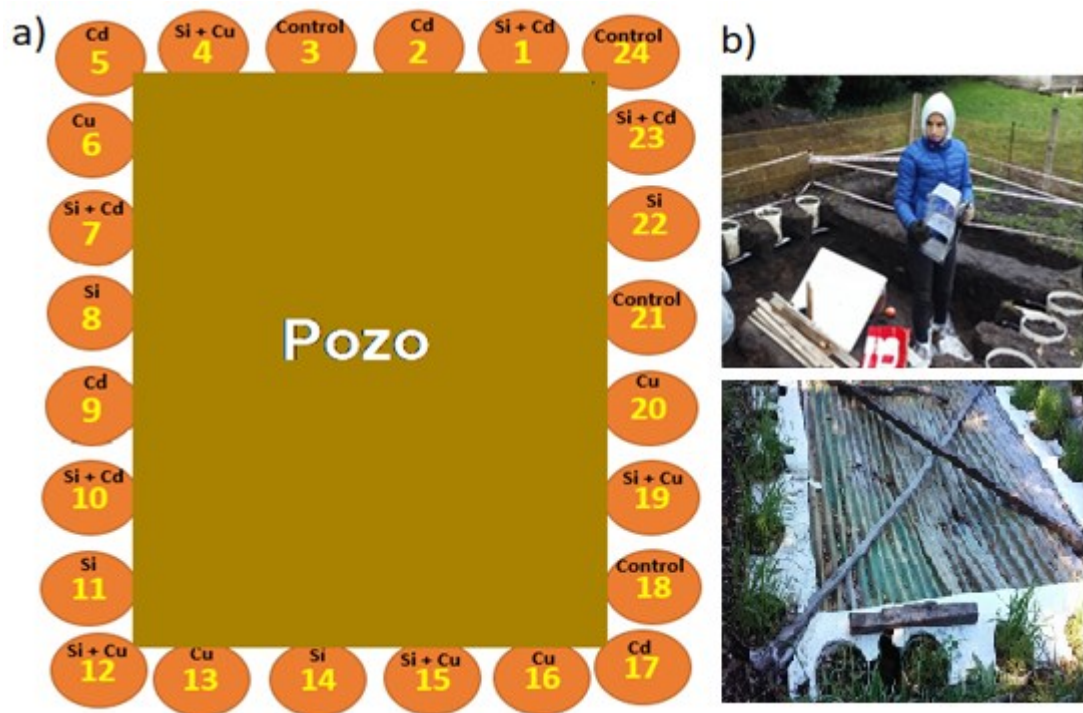 a)
Cd
5
Si + Cu
4
Control
3
Cd
2
Si + Cd
1
Control
24
b)
Cu
6
Si + Cd
23
Si + Cd
7
Si
22
Si
8
Control
21
Pozo
Cd
9
Cu
20
Si + Cd
10
Si + Cu
19
Si
11
Control
18
Si + Cu
12
Cu
13
Si
14
Si + Cu
15
Cu
16
Cd
17